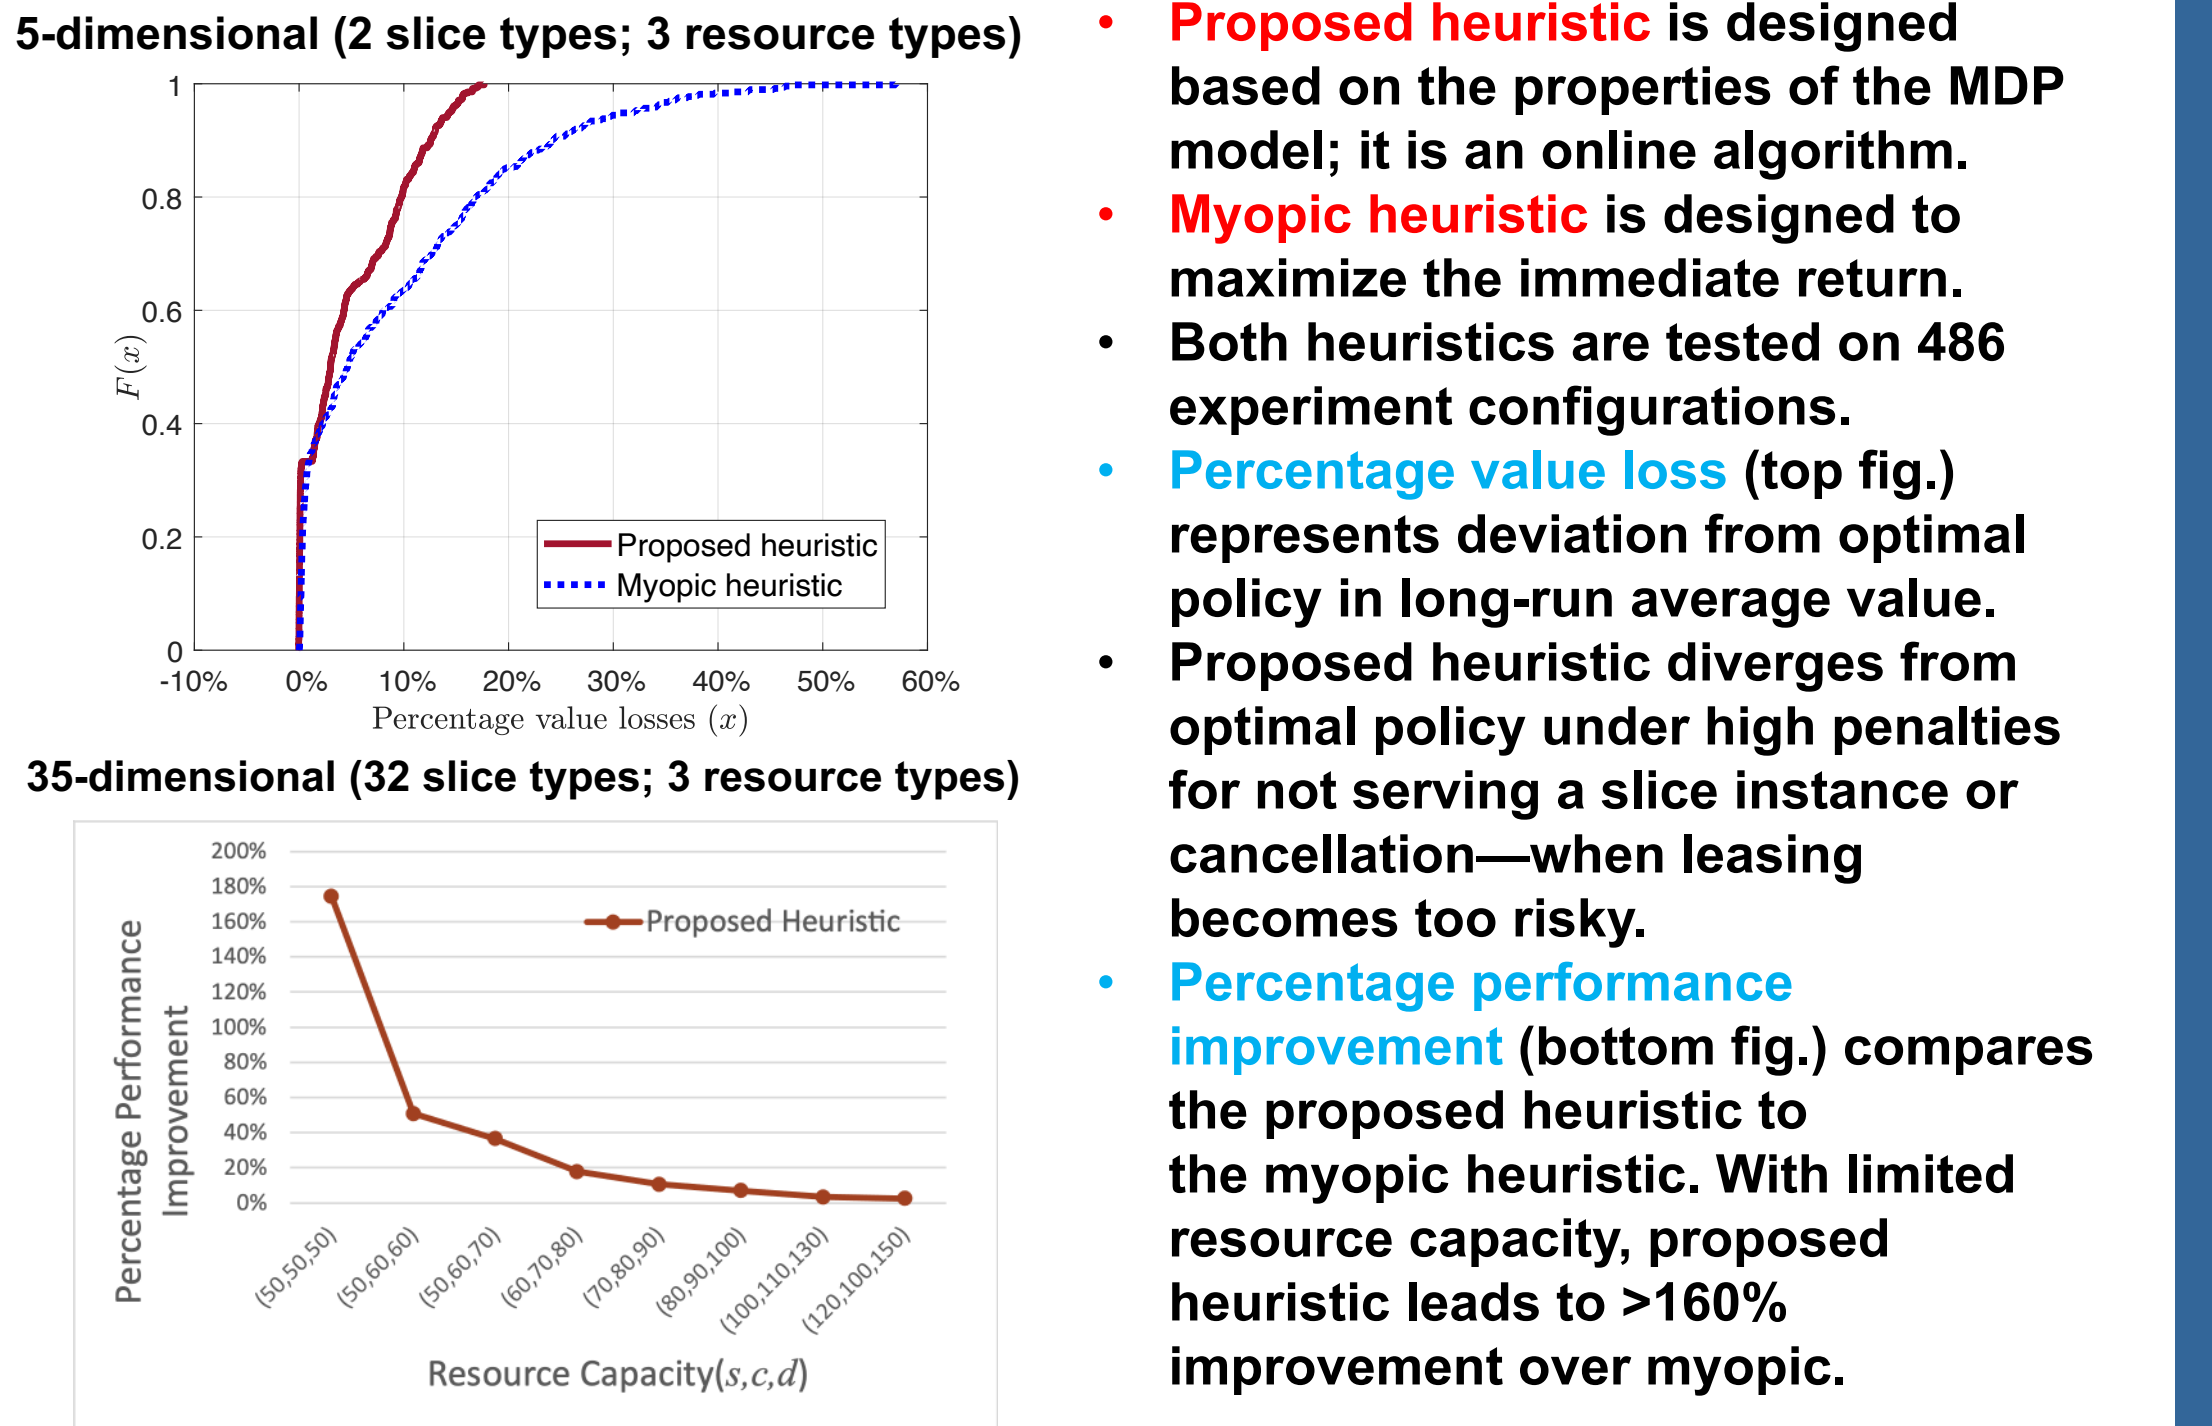 5-dimensional (2 slice types; 3 resource types)
1
0.8
0.6
0.4
0.2
0
F(x)
-10%
0%
10%
20%
30%
40%
50%
60%
Percentage value losses (x)
Proposed heuristic
Myopic heuristic
35-dimensional (32 slice types; 3 resource types)
200%
180%
160%
140%
120%
100%
80%
60%
40%
20%
0%
Percentage Performance
Improvement
Proposed Heuristic
(50,50,50)
(50,60,60)
(50,60,70)
(60,70,80)
(70,80,90)
(80,90,100)
(100,110,130)
(120,100,150)
Resource Capacity(s,c,d)
• Proposed heuristic is designed
based on the properties of the MDP
model; it is an online algorithm.
• Myopic heuristic is designed to
maximize the immediate return.
• Both heuristics are tested on 486
experiment configurations.
• Percentage value loss (top fig.)
represents deviation from optimal
policy in long-run average value.
• Proposed heuristic diverges from
optimal policy under high penalties
for not serving a slice instance or
cancellation—when leasing
becomes too risky.
• Percentage performance
improvement (bottom fig.) compares
the proposed heuristic to
the myopic heuristic. With limited
resource capacity, proposed
heuristic leads to >160%
improvement over myopic.